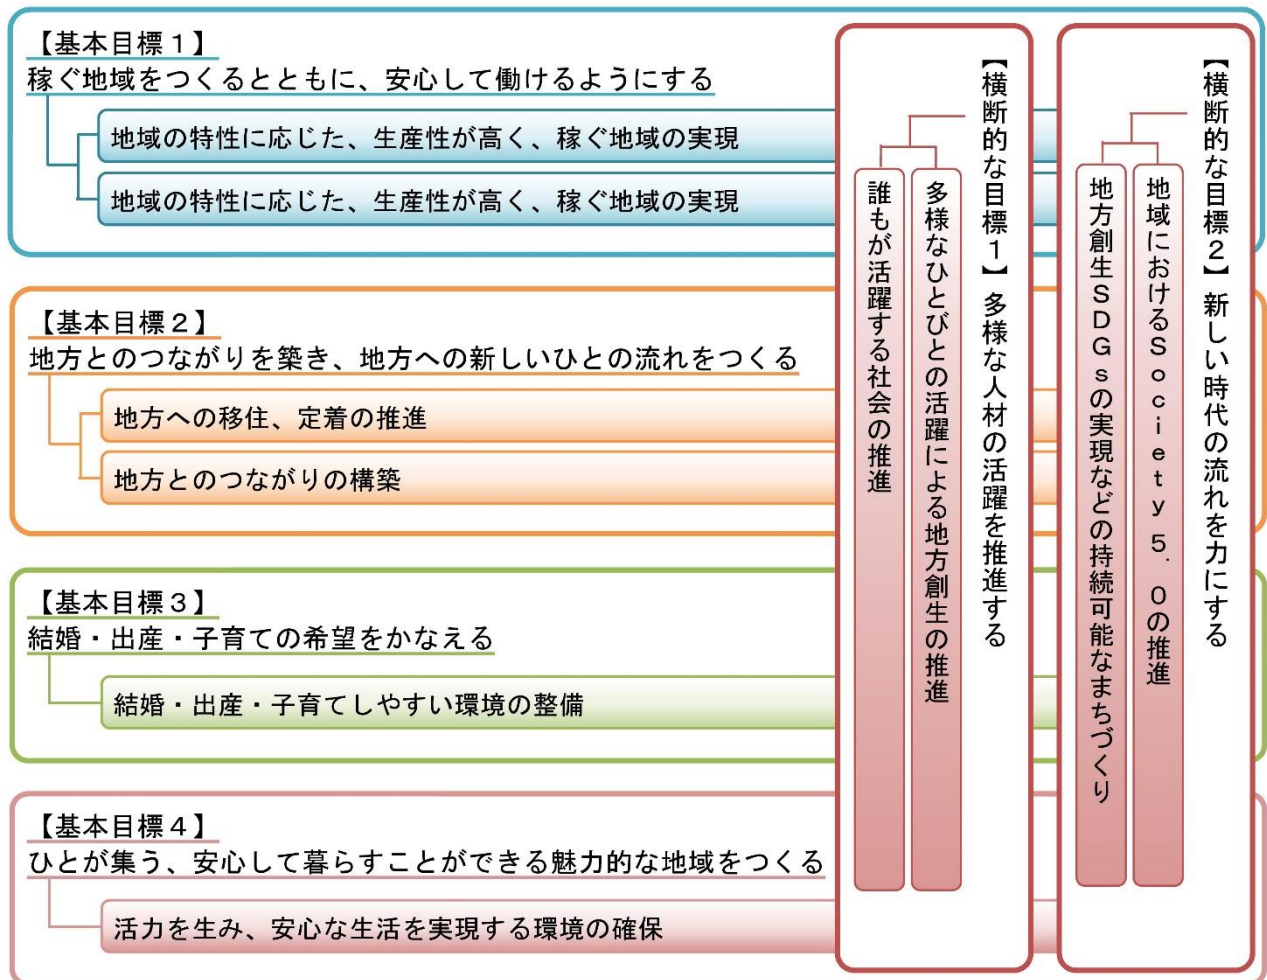 【基本目標１】
稼ぐ地域をつくるとともに、安心して働けるようにする
地域の特性に応じた、生産性が高く、稼ぐ地域の実現
地域の特性に応じた、生産性が高く、稼ぐ地域の実現
【基本目標２】
地方とのつながりを築き、地方への新しいひとの流れをつくる
地方への移住、定着の推進
地方とのつながりの構築
【基本目標３】
結婚・出産・子育ての希望をかなえる
結婚・出産・子育てしやすい環境の整備
【基本目標４】
ひとが集う、安心して暮らすことができる魅力的な地域をつくる
活力を生み、安心な生活を実現する環境の確保
【横断的な目標１】多様な人材の活躍を推進する
多様なひとびとの活躍による地方創生の推進
誰もが活躍する社会の推進
【横断的な目標２】新しい時代の流れを力にする
地域におけるＳｏｃｉｅｔｙ５．０の推進
地方創生ＳＤＧｓの実現などの持続可能なまちづくり